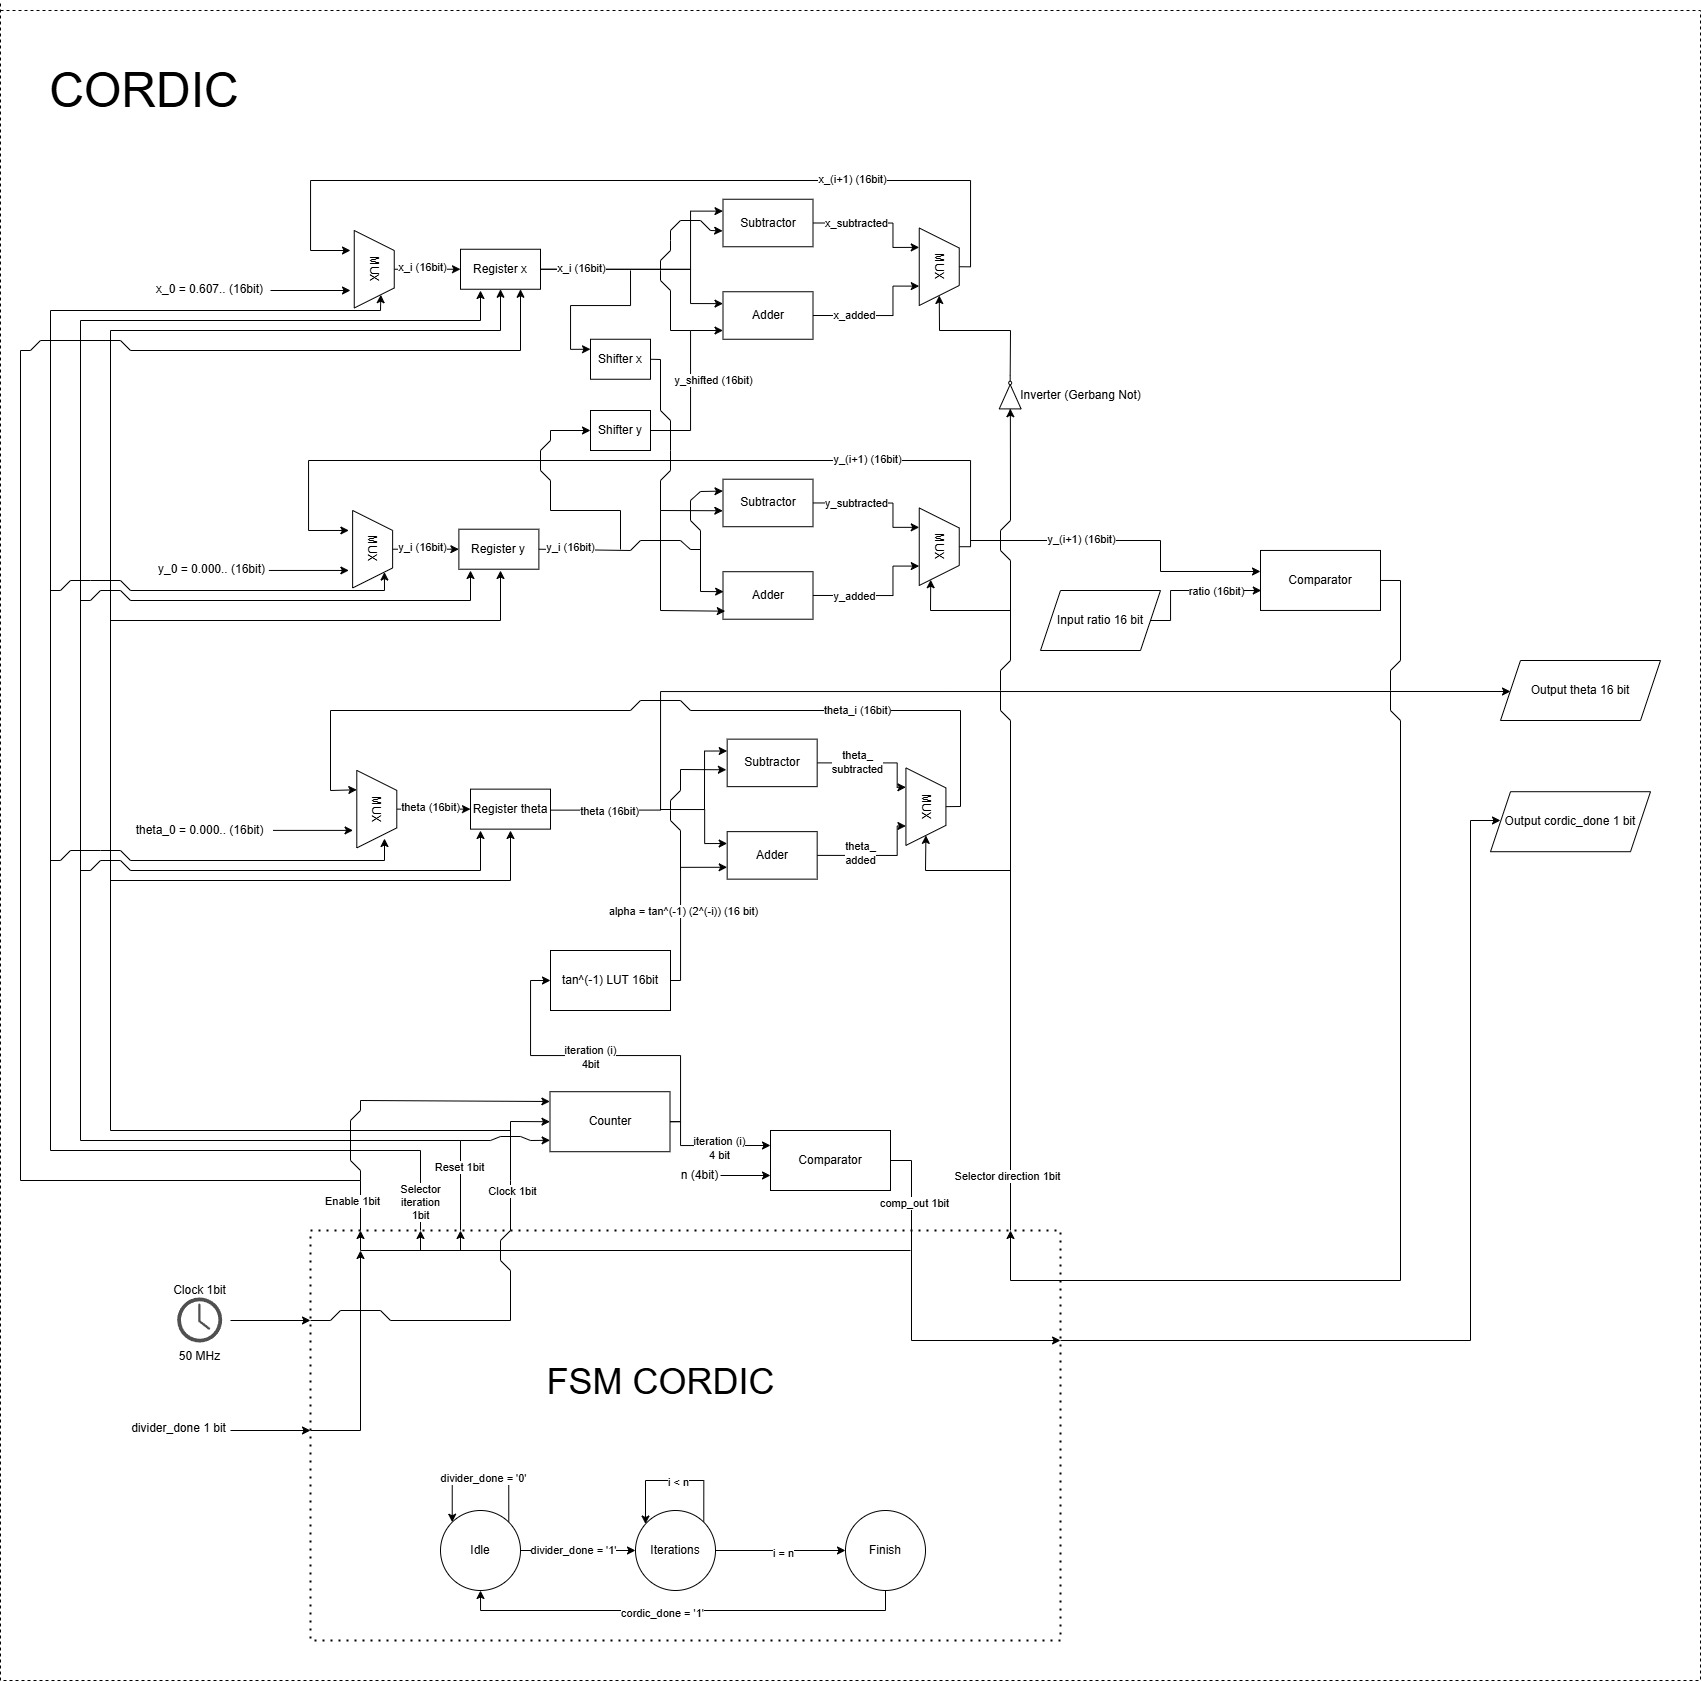 CORDIC
x_(i+1) (16bit)
Subtractor
x_subtracted
MUX
x_i (16bit)
Register x
x_i (16bit)
MUX
x_0 = 0.607.. (16bit)
Adder
x_added
Shifter x
y_shifted (16bit)
Inverter (Gerbang Not)
Shifter y
y_(i+1) (16bit)
Subtractor
y_subtracted
MUX
y_i (16bit)
Register y
y_i (16bit)
MUX
y_(i+1) (16bit)
y_0 = 0.000.. (16bit)
Comparator
ratio (16bit)
Adder
y_added
Input ratio 16 bit
Output theta 16 bit
theta_i (16bit)
Subtractor
theta_
subtracted
MUX
theta (16bit)
Register theta
theta (16bit)
MUX
Output cordic_done 1 bit
theta_0 = 0.000.. (16bit)
Adder
theta_
added
alpha = tan^(-1) (2^(-i)) (16 bit)
tan^(-1) LUT 16bit
iteration (i)
4bit
Counter
iteration (i)
4 bit
Comparator
n (4bit)
Reset 1bit
Selector direction 1bit
Enable 1bit
Selector
iteration
1bit
Clock 1bit
comp_out 1bit
Clock 1bit
50 MHz
FSM CORDIC
divider_done 1 bit
divider_done = '0'
i < n
Idle
divider_done = '1'
Iterations
i = n
Finish
cordic_done = '1'